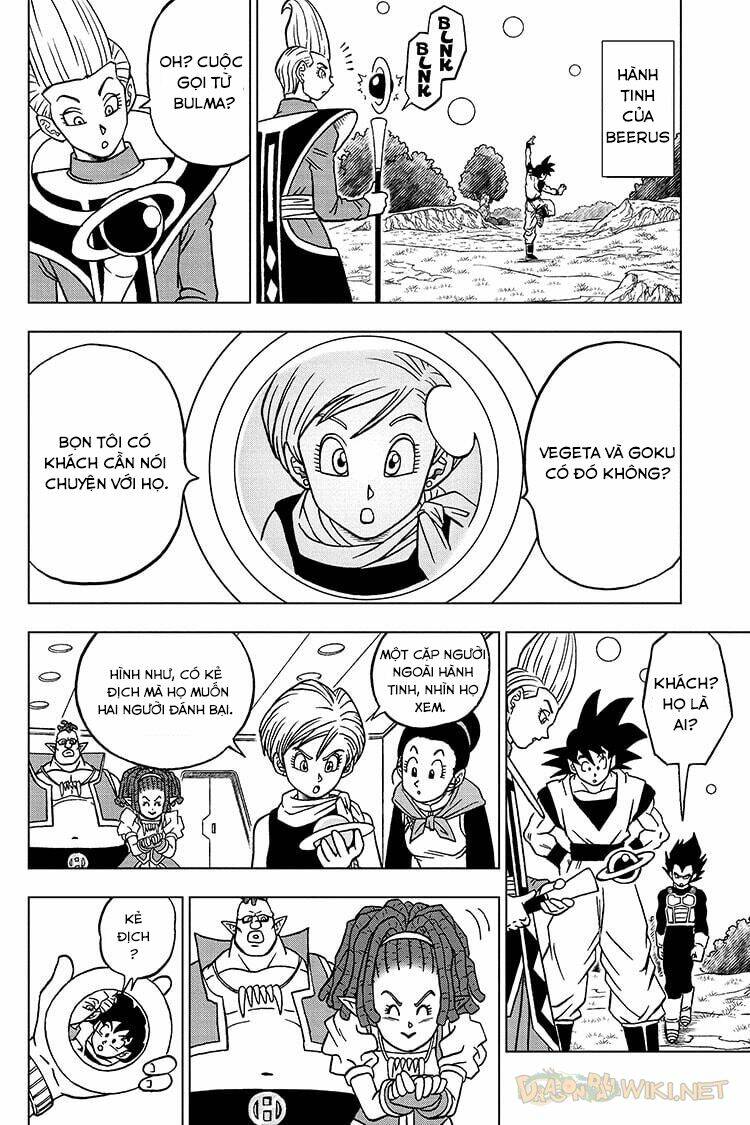 HÀNH
TINH
CỦA
BEERUS
BLNK
BLNK
OH? CUỘC
GỌI TỪ
BULMA?
VEGETA VÀ GOKU
CÓ ĐÓ KHÔNG?
BỌN TÔI CÓ
KHÁCH CẦN NÓI
CHUYỆN VỚI HỌ.
KHÁCH?
HỌ LÀ
AI?
MỘT CẶP NGƯỜI
NGOÀI HÀNH
TINH, NHÌN HỌ
XEM.
HÌNH NHƯ, CÓ KẺ
ĐỊCH MÀ HỌ MUỐN
HAI NGƯỜI ĐÁNH BẠI.
KẺ
ĐỊCH
?
DRAGONBALLWIKI.NET